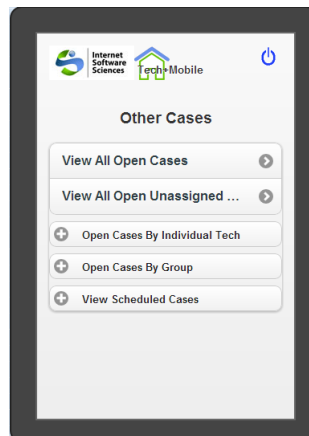 Internet
Software
Sciences
Tech+Mobile
Other Cases
View All Open Cases
View All Open Unassigned ...
Open Cases By Individual Tech
Open Cases By Group
View Scheduled Cases